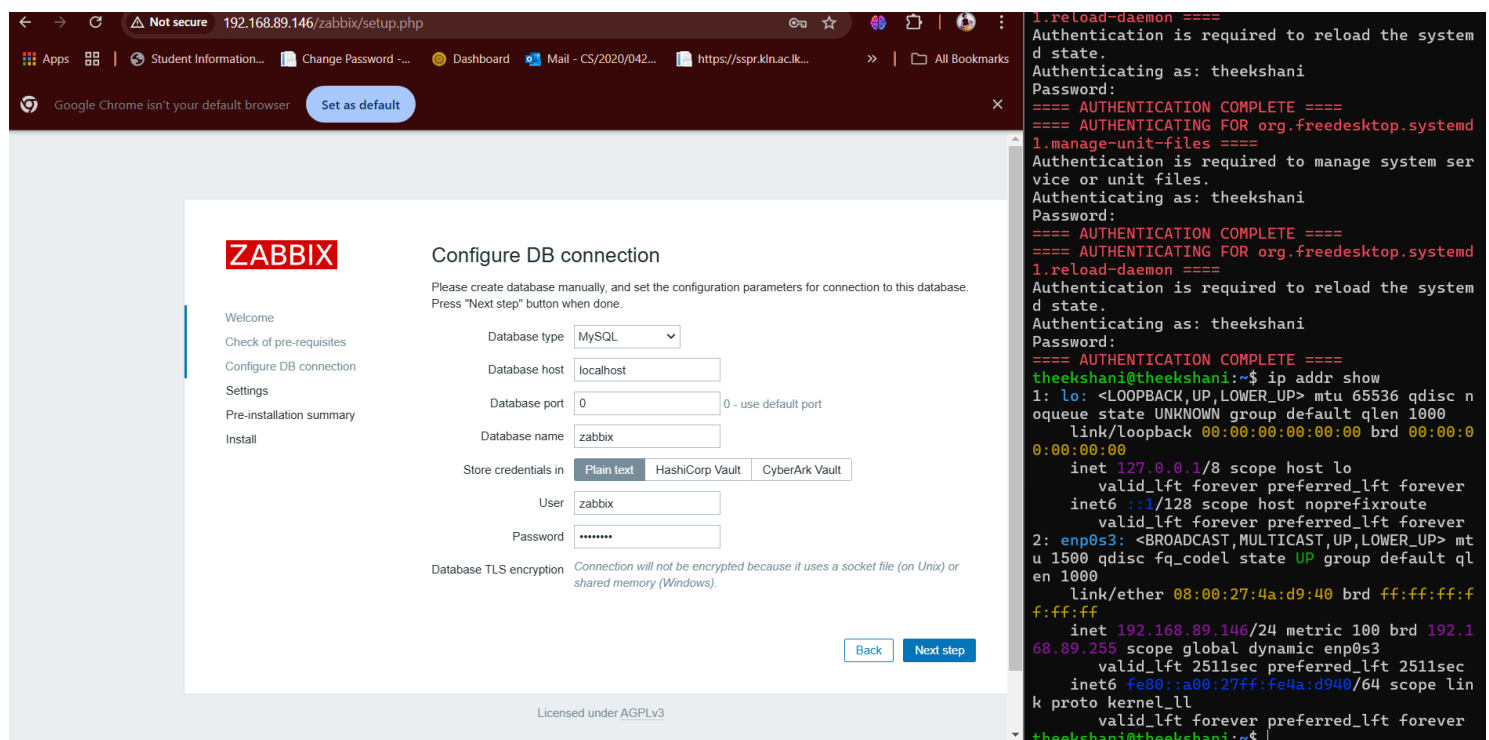 Not secure 192.168.89.146/zabbix/setup.php
Apps Student Information... Change Password -... Dashboard Mail - CS/2020/042... https://sspr.kln.ac.lk... » All Bookmarks
Google Chrome isn't your default browser Set as default
ZABBIX
Welcome
Check of pre-requisites
Configure DB connection
Settings
Pre-installation summary
Install
Configure DB connection
Please create database manually, and set the configuration parameters for connection to this database.
Press "Next step" button when done.
Database type MySQL
Database host localhost
Database port 0 0 - use default port
Database name zabbix
Store credentials in Plain text HashiCorp Vault CyberArk Vault
User zabbix
Password ••••••••
Database TLS encryption Connection will not be encrypted because it uses a socket file (on Unix) or
shared memory (Windows).
Back Next step
Licensed under AGPLv3
1.reload-daemon ====
Authentication is required to reload the system
d state.
Authenticating as: theekshani
Password:
==== AUTHENTICATION COMPLETE ====
==== AUTHENTICATING FOR org.freedesktop.systemd
1.manage-unit-files ====
Authentication is required to manage system ser
vice or unit files.
Authenticating as: theekshani
Password:
==== AUTHENTICATION COMPLETE ====
==== AUTHENTICATING FOR org.freedesktop.systemd
1.reload-daemon ====
Authentication is required to reload the system
d state.
Authenticating as: theekshani
Password:
==== AUTHENTICATION COMPLETE ====
theekshani@theekshani:~$ ip addr show
1: lo: <LOOPBACK,UP,LOWER_UP> mtu 65536 qdisc n
oqueue state UNKNOWN group default qlen 1000
link/loopback 00:00:00:00:00:00 brd 00:00:0
0:00:00:00
inet 127.0.0.1/8 scope host lo
valid_lft forever preferred_lft forever
inet6 ::1/128 scope host noprefixroute
valid_lft forever preferred_lft forever
2: enp0s3: <BROADCAST,MULTICAST,UP,LOWER_UP> mt
u 1500 qdisc fq_codel state UP group default ql
en 1000
link/ether 08:00:27:4a:d9:40 brd ff:ff:ff:f
f:ff:ff
inet 192.168.89.146/24 metric 100 brd 192.1
68.89.255 scope global dynamic enp0s3
valid_lft 2511sec preferred_lft 2511sec
inet6 fe80::a00:27ff:fe4a:d940/64 scope lin
k proto kernel_ll
valid_lft forever preferred_lft forever
theekshani@theekshani:~$